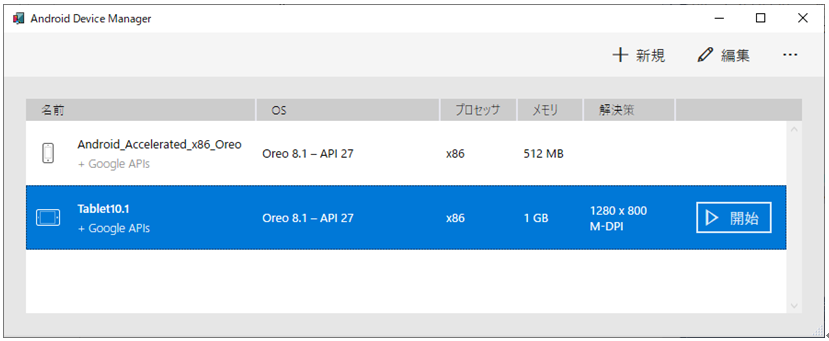 Android Device Manager
新規 編集 ...
名前 OS プロセッサ メモリ 解決策
Android_Accelerated_x86_Oreo
+ Google APIs
Oreo 8.1 – API 27 x86 512 MB
Tablet10.1
+ Google APIs
Oreo 8.1 – API 27 x86 1 GB
1280 x 800
M-DPI
開始